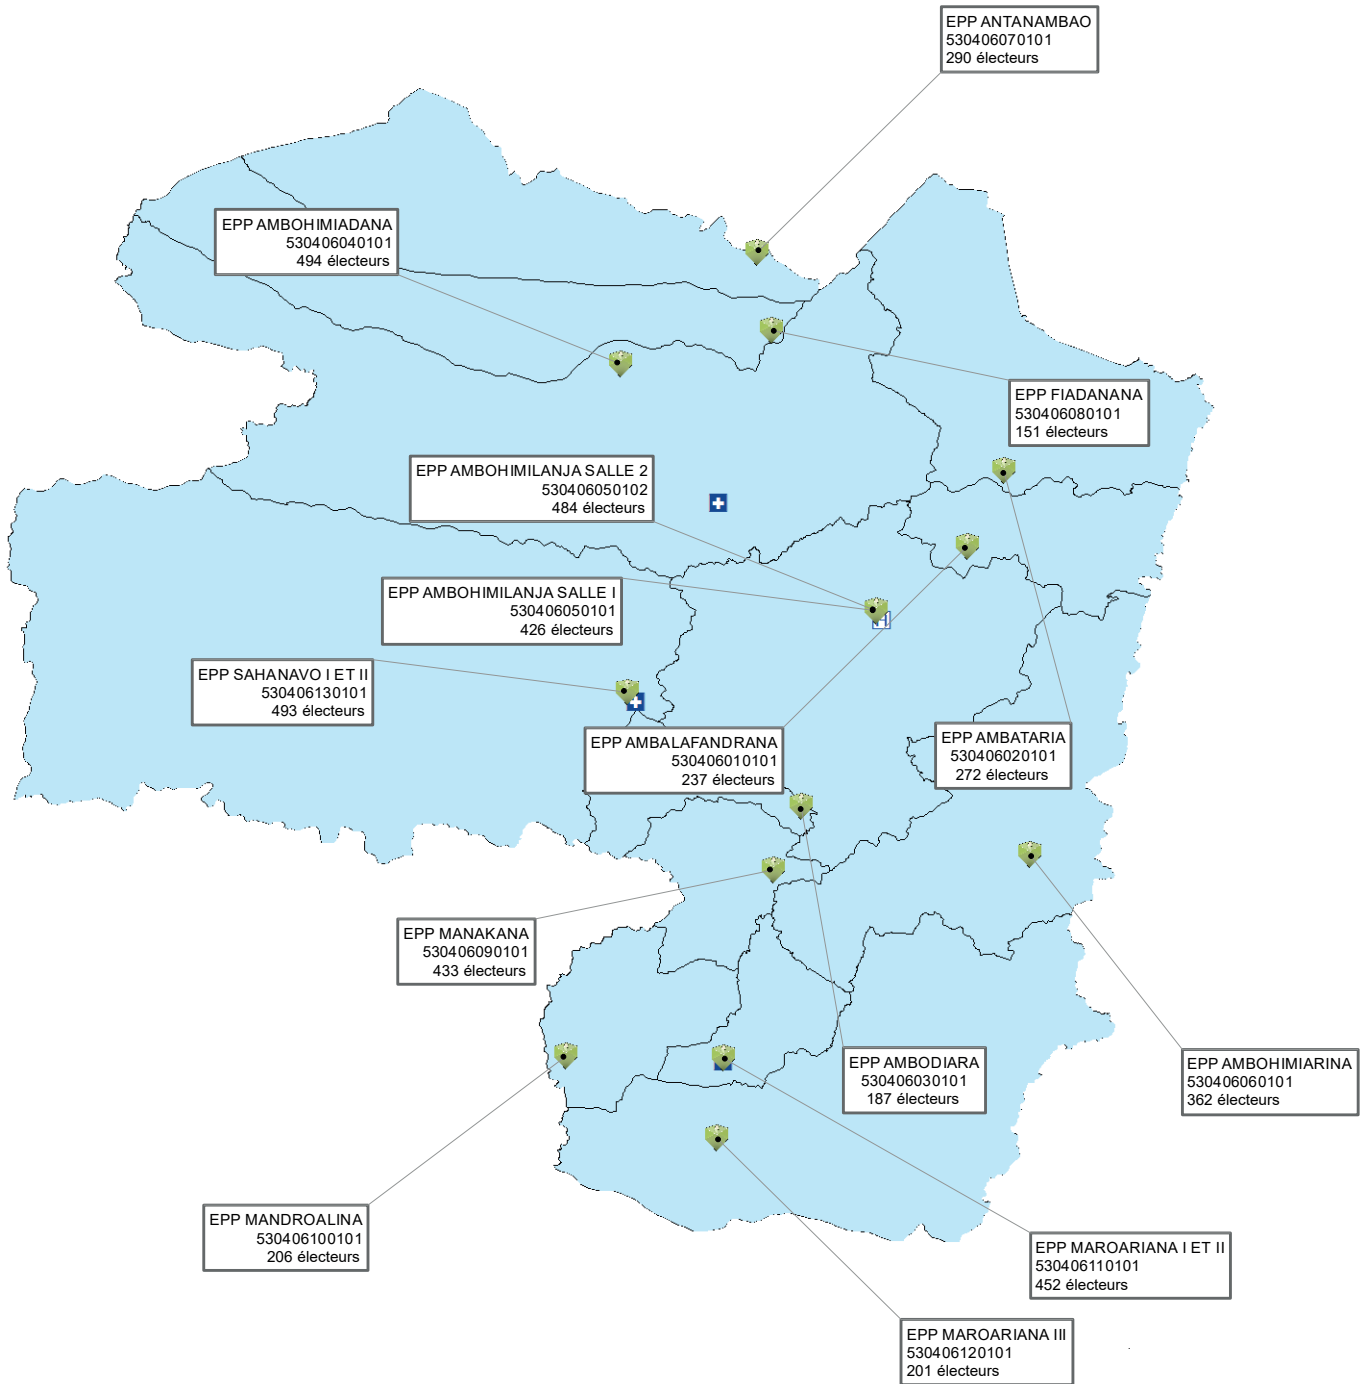 EPP ANTANAMBAO
530406070101
290 électeurs
EPP AMBOHIMIADANA
530406040101
494 électeurs
EPP FIADANANA
530406080101
151 électeurs
EPP AMBOHIMILANJA SALLE 2
530406050102
484 électeurs
EPP AMBOHIMILANJA SALLE I
530406050101
426 électeurs
EPP SAHANAVO I ET II
530406130101
493 électeurs
EPP AMBALAFANDRANA
530406010101
237 électeurs
EPP AMBATARIA
530406020101
272 électeurs
EPP MANAKANA
530406090101
433 électeurs
EPP AMBODIARA
530406030101
187 électeurs
EPP AMBOHIMIARINA
530406060101
362 électeurs
EPP MANDROALINA
530406100101
206 électeurs
EPP MAROARIANA I ET II
530406110101
452 électeurs
EPP MAROARIANA III
530406120101
201 électeurs